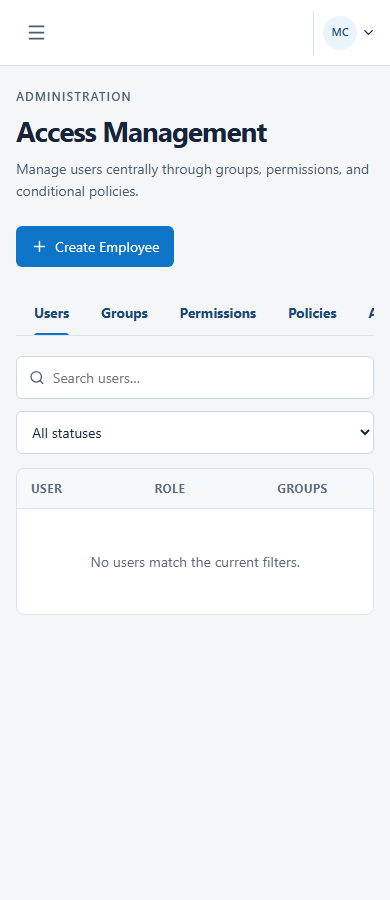 MC
ADMINISTRATION
Access Management
Manage users centrally through groups, permissions, and
conditional policies.
Create Employee
Users Groups Permissions Policies
Search users...
All statuses
USER ROLE GROUPS
No users match the current filters.